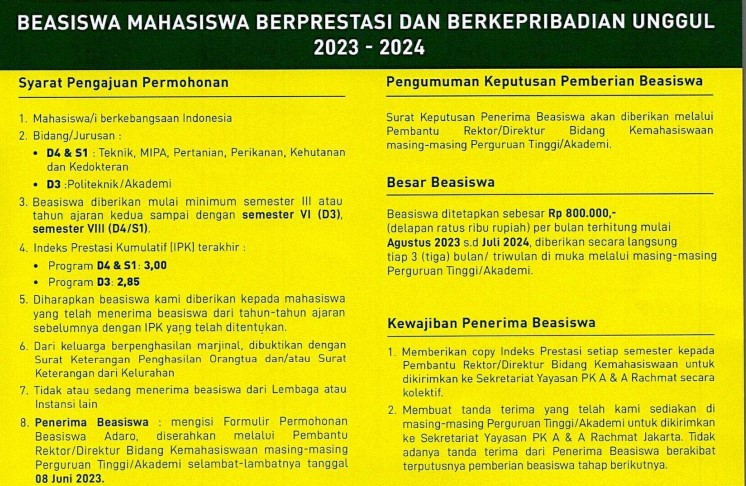 BEASISWA MAHASISWA BERPRESTASI DAN BERKEPRIBADIAN UNGGUL
2023 - 2024
Syarat Pengajuan Permohonan
1. Mahasiswa/i berkebangsaan Indonesia
2. Bidang/Jurusan :
• D4 & S1 : Teknik, MIPA, Pertanian, Perikanan, Kehutanan
dan Kedokteran
• D3 :Politeknik/Akademi
3. Beasiswa diberikan mulai minimum semester III atau
tahun ajaran kedua sampai dengan semester VI (D3),
semester VIII (D4/S1).
4. Indeks Prestasi Kumulatif (IPK) terakhir :
• Program D4 & S1: 3,00
• Program D3: 2,85
5. Diharapkan beasiswa kami diberikan kepada mahasiswa
yang telah menerima beasiswa dari tahun-tahun ajaran
sebelumnya dengan IPK yang telah ditentukan.
6. Dari keluarga berpenghasilan marjinal, dibuktikan dengan
Surat Keterangan Penghasilan Orangtua dan/atau Surat
Keterangan dari Kelurahan
7. Tidak atau sedang menerima beasiswa dari Lembaga atau
Instansi lain
8. Penerima Beasiswa : mengisi Formulir Permohonan
Beasiswa Adaro, diserahkan melalui Pembantu
Rektor/Direktur Bidang Kemahasiswaan masing-masing
Perguruan Tinggi/Akademi selambat-lambatnya tanggal
08 Juni 2023.
Pengumuman Keputusan Pemberian Beasiswa
Surat Keputusan Penerima Beasiswa akan diberikan melalui
Pembantu Rektor/Direktur Bidang Kemahasiswaan
masing-masing Perguruan Tinggi/Akademi.
Besar Beasiswa
Beasiswa ditetapkan sebesar Rp 800.000,-
(delapan ratus ribu rupiah) per bulan terhitung mulai
Agustus 2023 s.d Juli 2024, diberikan secara langsung
tiap 3 (tiga) bulan/ triwulan di muka melalui masing-masing
Perguruan Tinggi/Akademi.
Kewajiban Penerima Beasiswa
1. Memberikan copy Indeks Prestasi setiap semester kepada
Pembantu Rektor/Direktur Bidang Kemahasiswaan untuk
dikirimkan ke Sekretariat Yayasan PK A & A Rachmat secara
kolektif.
2. Membuat tanda terima yang telah kami sediakan di
masing-masing Perguruan Tinggi/Akademi untuk dikirimkan
ke Sekretariat Yayasan PK A & A Rachmat Jakarta. Tidak
adanya tanda terima dari Penerima Beasiswa berakibat
terputusnya pemberian beasiswa tahap berikutnya.